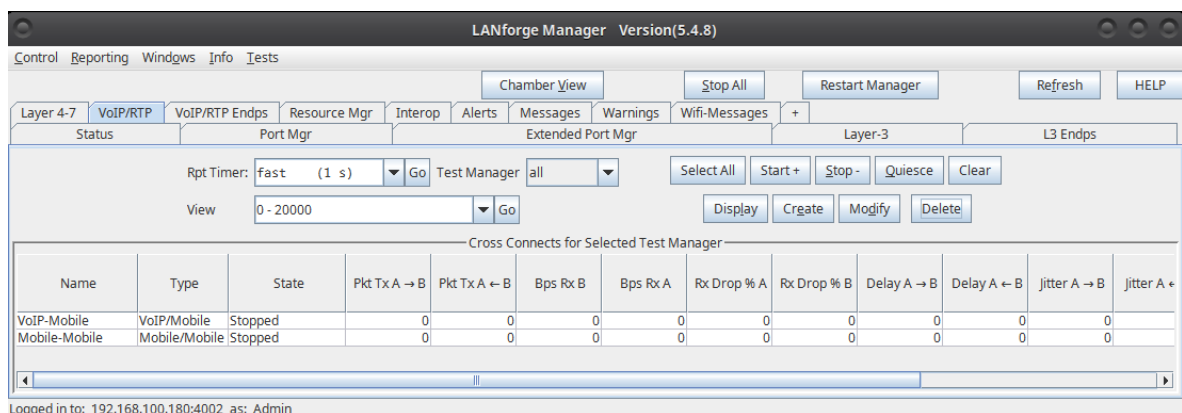 LANforge Manager Version(5.4.8)
Control Reporting Windows Info Tests
Chamber View Stop All Restart Manager Refresh HELP
Layer 4-7 VoIP/RTP VoIP/RTP Endps Resource Mgr Interop Alerts Messages Warnings Wifi-Messages +
Status Port Mgr Extended Port Mgr Layer-3 L3 Endps
Rpt Timer: fast (1 s) Go Test Manager all Select All Start + Stop - Quiesce Clear
View 0 - 20000 Go Display Create Modify Delete
Cross Connects for Selected Test Manager
Name Type State Pkt Tx A → B Pkt Tx A ← B Bps Rx B Bps Rx A Rx Drop % A Rx Drop % B Delay A → B Delay A ← B Jitter A → B Jitter A ←
VoIP-Mobile VoIP/Mobile Stopped 0 0 0 0 0 0 0 0 0
Mobile-Mobile Mobile/Mobile Stopped 0 0 0 0 0 0 0 0 0
Logged in to: 192.168.100.180:4002 as: Admin